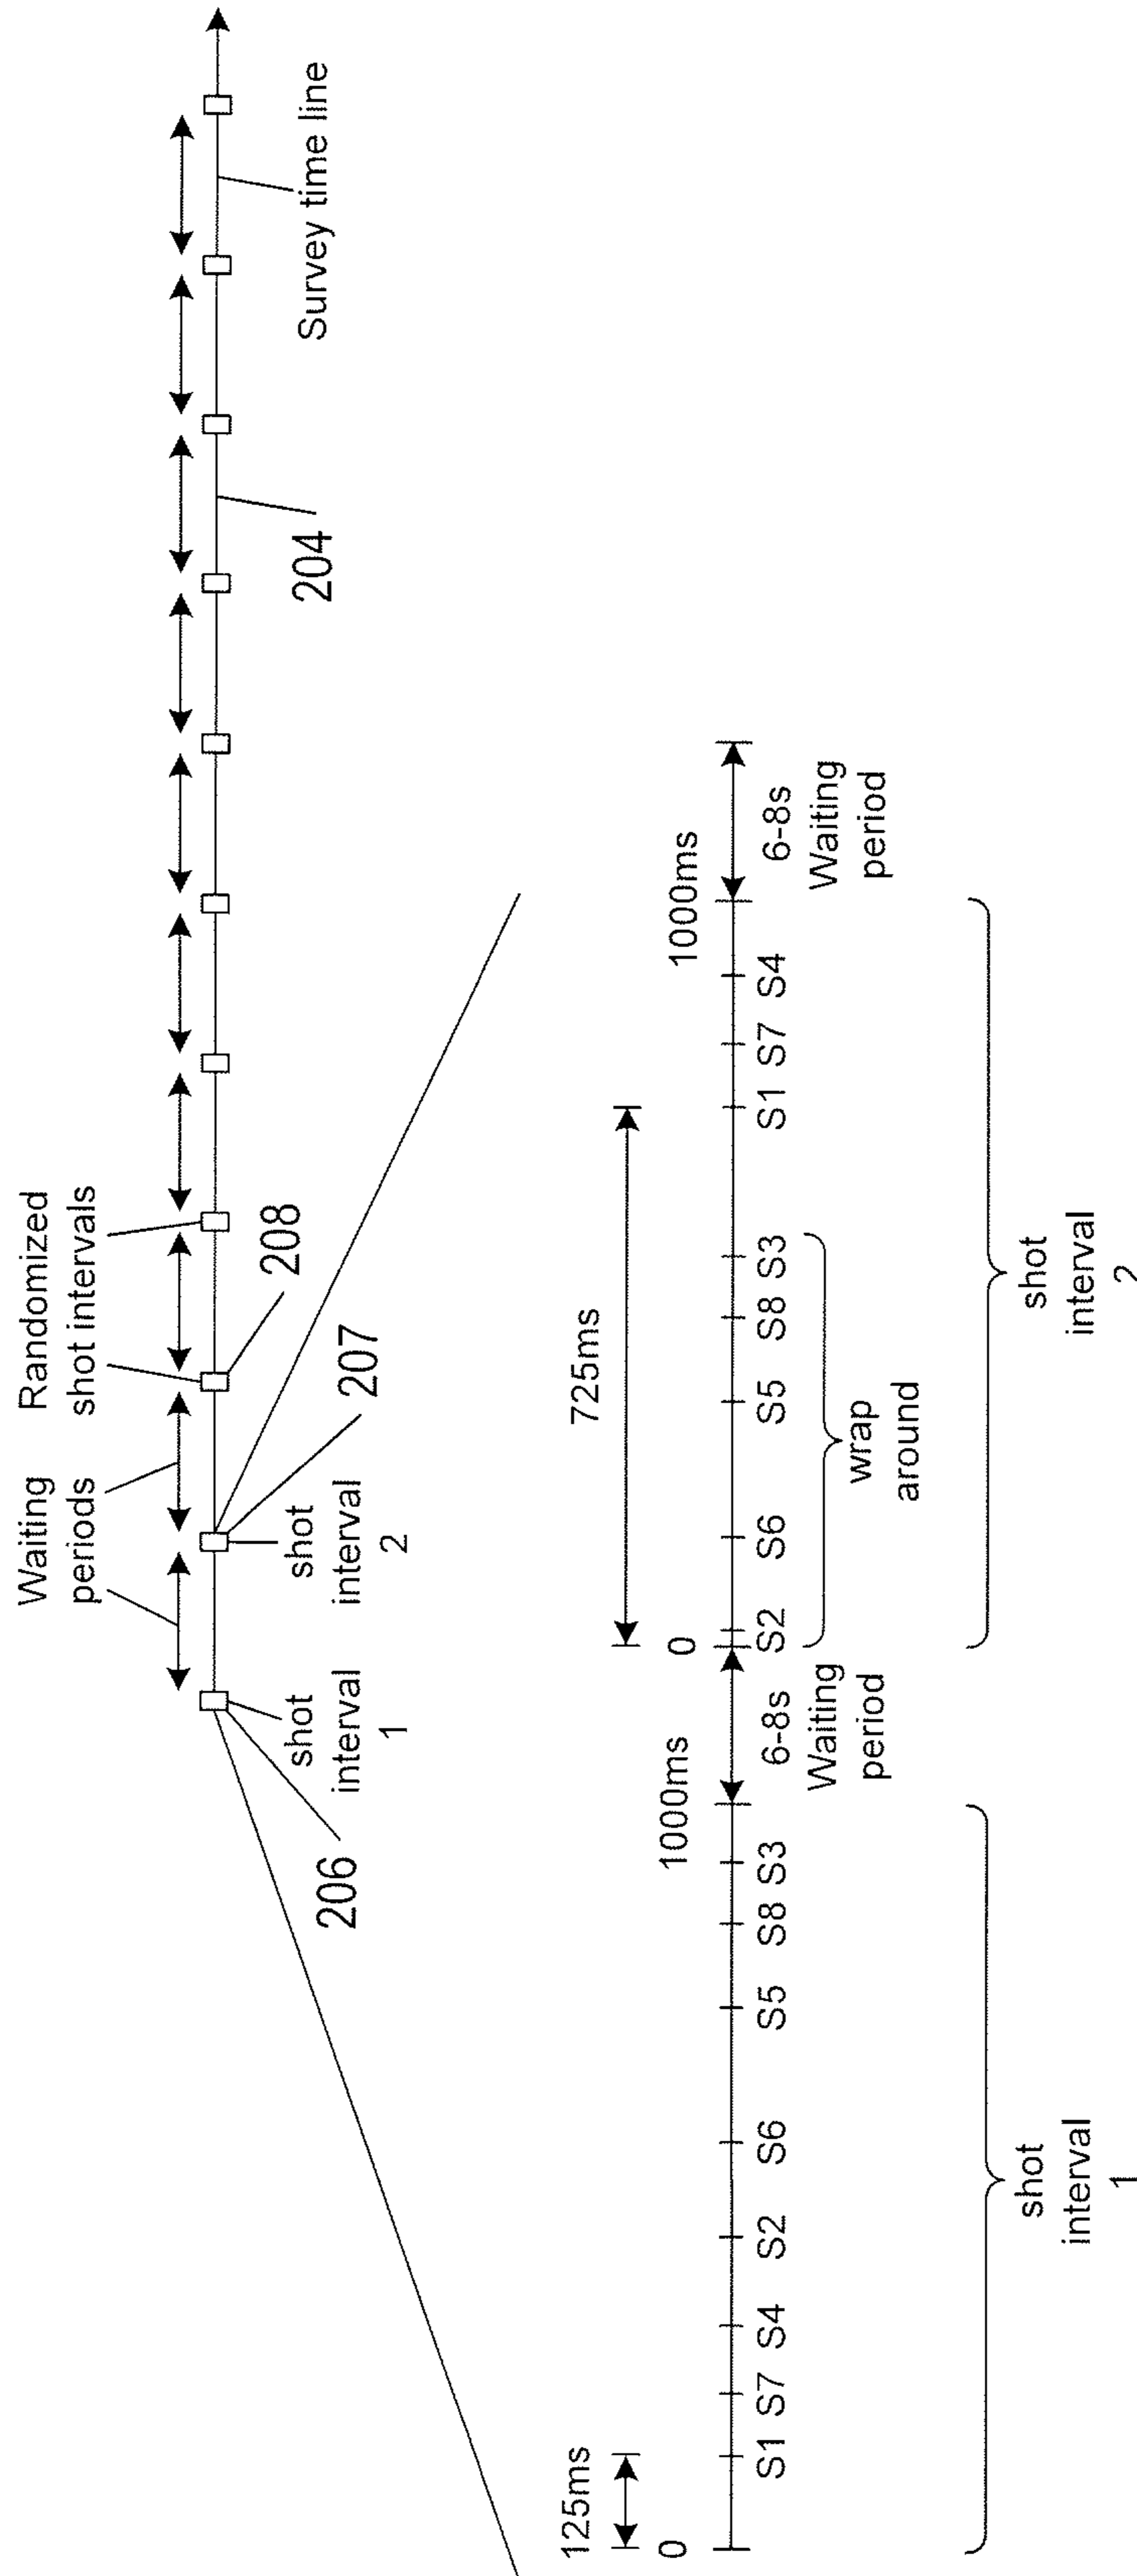 Waiting
periods
Randomized
shot intervals
shot
interval
1
206
shot
interval
2
207
208
204
Survey time line
125ms
0
S1 S7 S4 S2 S6 S5 S8 S3
1000ms
6-8s
Waiting
period
shot
interval
1
725ms
0
S2 S6 S5 S8 S3 S1 S7 S4
wrap
around
1000ms
6-8s
Waiting
period
shot
interval
2